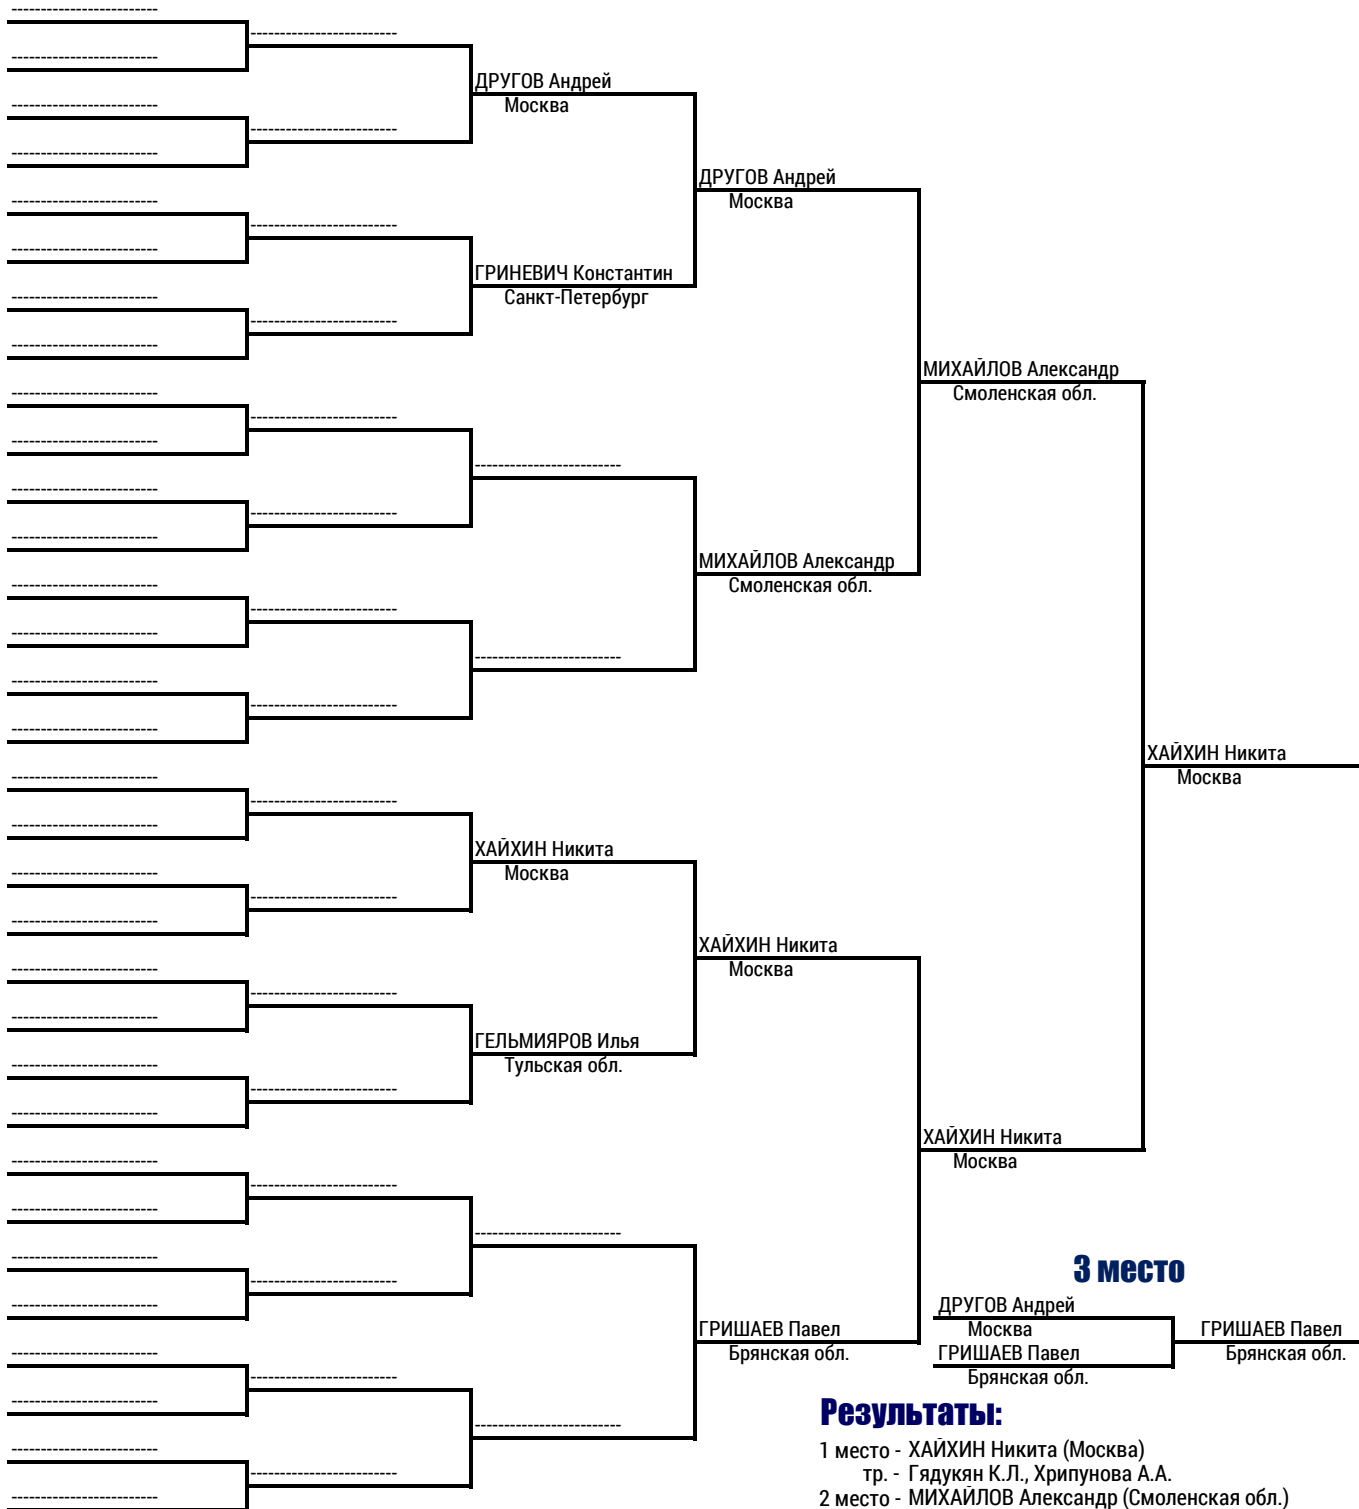 ДРУГОВ Андрей
Москва
ДРУГОВ Андрей
Москва
ГРИНЕВИЧ Константин
Санкт-Петербург
МИХАЙЛОВ Александр
Смоленская обл.
МИХАЙЛОВ Александр
Смоленская обл.
ХАЙХИН Никита
Москва
ХАЙХИН Никита
Москва
ХАЙХИН Никита
Москва
ГЕЛЬМИЯРОВ Илья
Тульская обл.
ХАЙХИН Никита
Москва
3 место
ДРУГОВ Андрей
Москва
ГРИШАЕВ Павел
Брянская обл.
ГРИШАЕВ Павел
Брянская обл.
ГРИШАЕВ Павел
Брянская обл.
Результаты:
1 место - ХАЙХИН Никита (Москва)
тр. - Гядукян К.Л., Хрипунова А.А.
2 место - МИХАЙЛОВ Александр (Смоленская обл.)